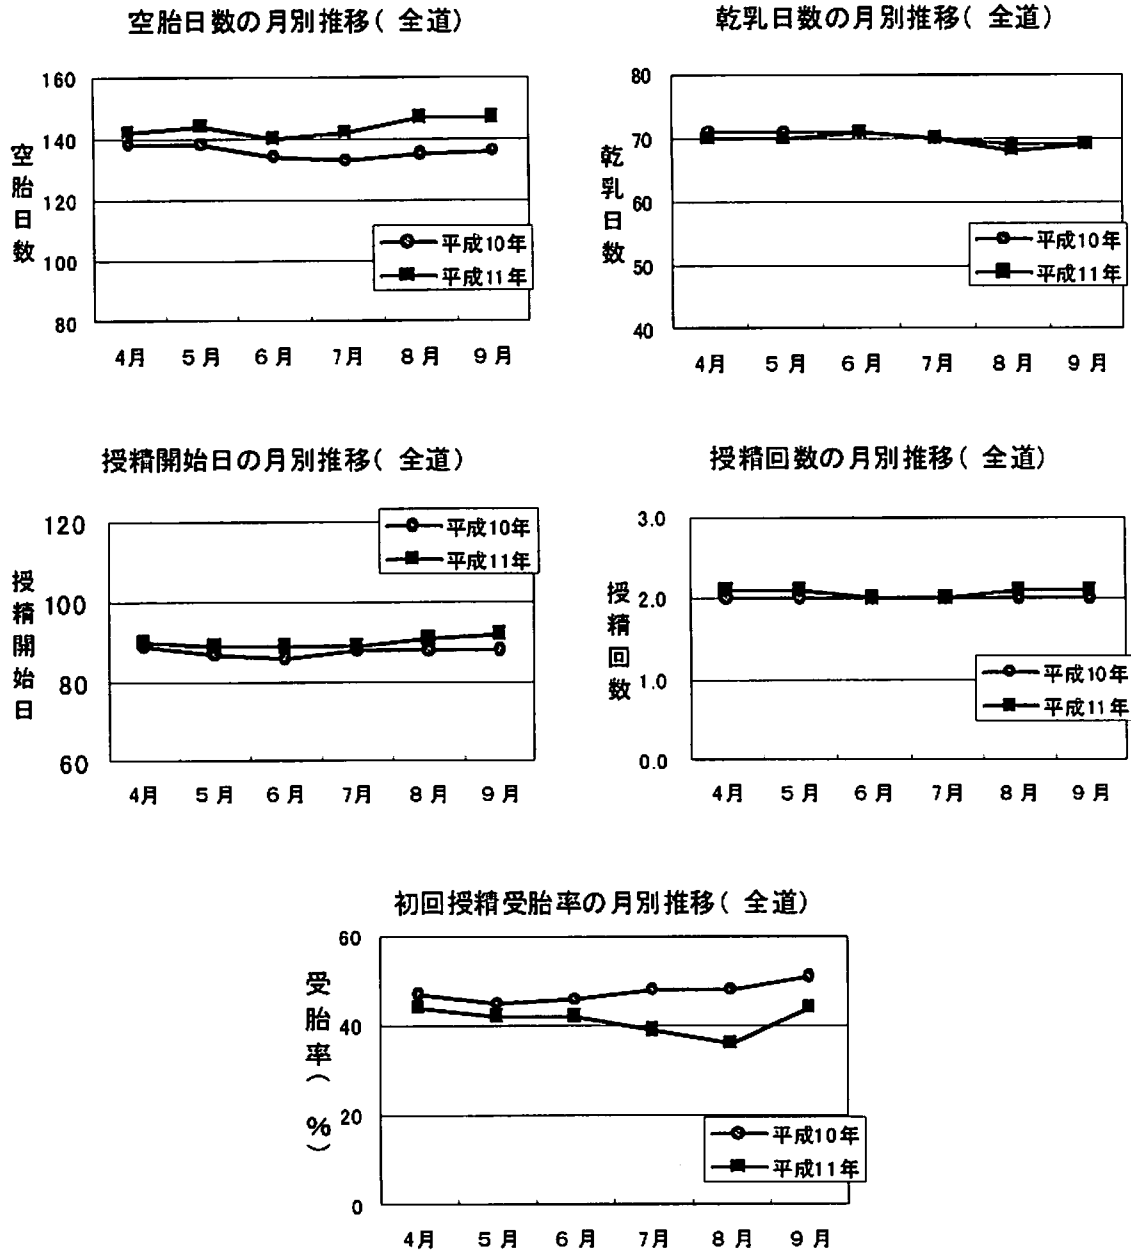 空胎日数の月別推移( 全道)
160
140
120
100
80
空胎日数
平成10年
平成11年
4月 5月 6月 7月 8月 9月
乾乳日数の月別推移( 全道)
80
70
60
50
40
乾乳日数
平成10年
平成11年
4月 5月 6月 7月 8月 9月
授精開始日の月別推移( 全道)
120
100
80
60
授精開始日
平成10年
平成11年
4月 5月 6月 7月 8月 9月
授精回数の月別推移( 全道)
3.0
2.0
1.0
0.0
授精回数
平成10年
平成11年
4月 5月 6月 7月 8月 9月
初回授精受胎率の月別推移( 全道)
60
40
20
0
受胎率( %)
平成10年
平成11年
4月 5月 6月 7月 8月 9月